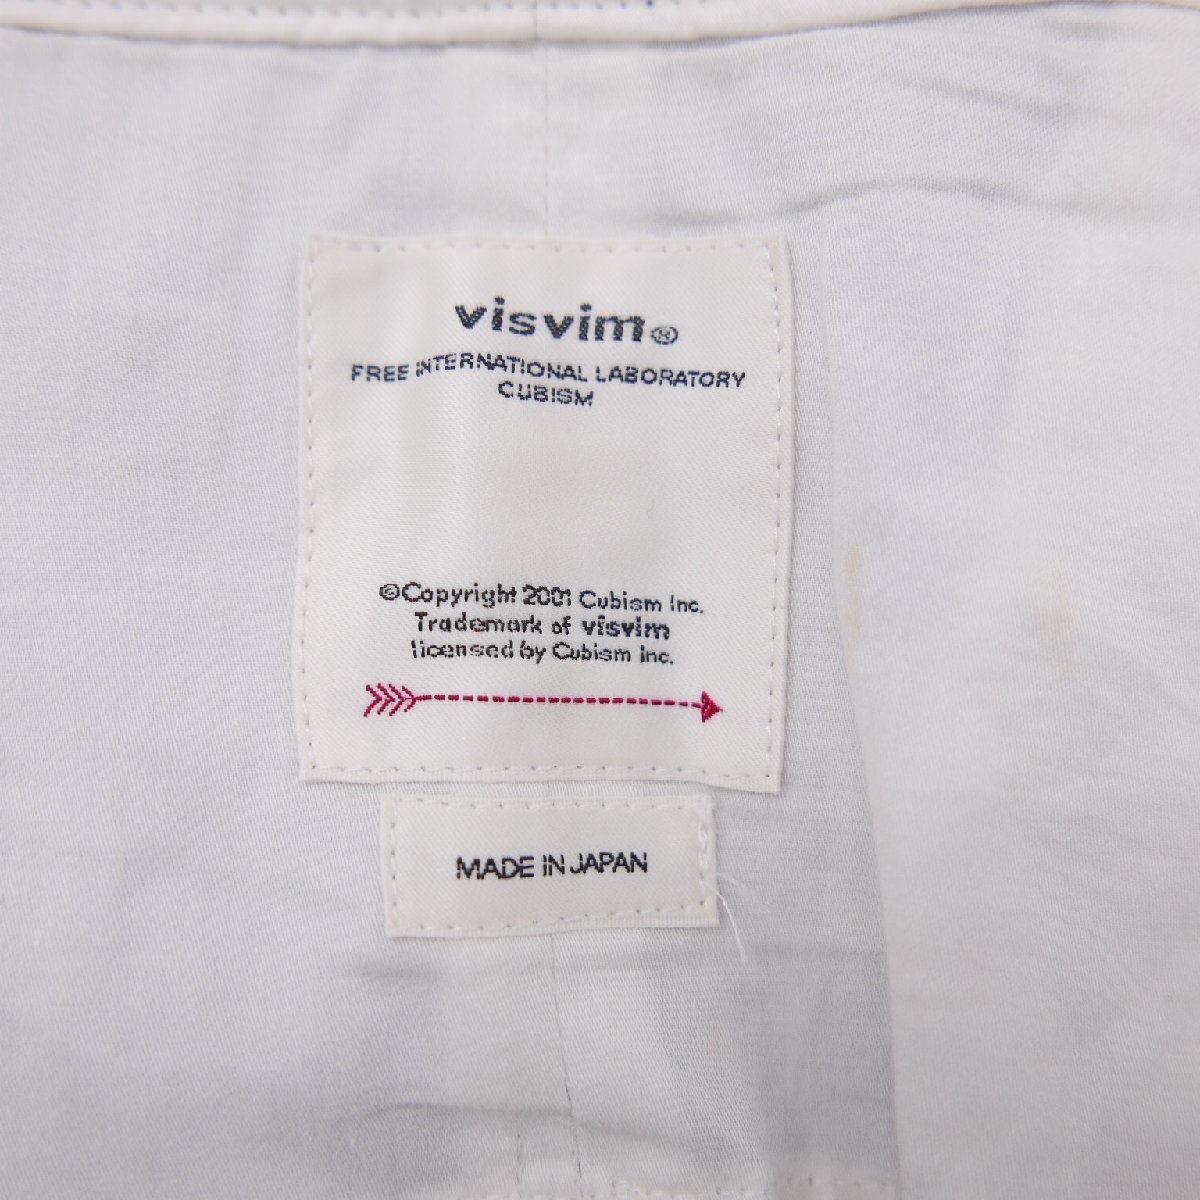 visvim®
FREE INTERNATIONAL LABORATORY
CUBISM
©Copyright 2001 Cubism Inc.
Trademark of visvim
licensed by Cubism Inc.
MADE IN JAPAN